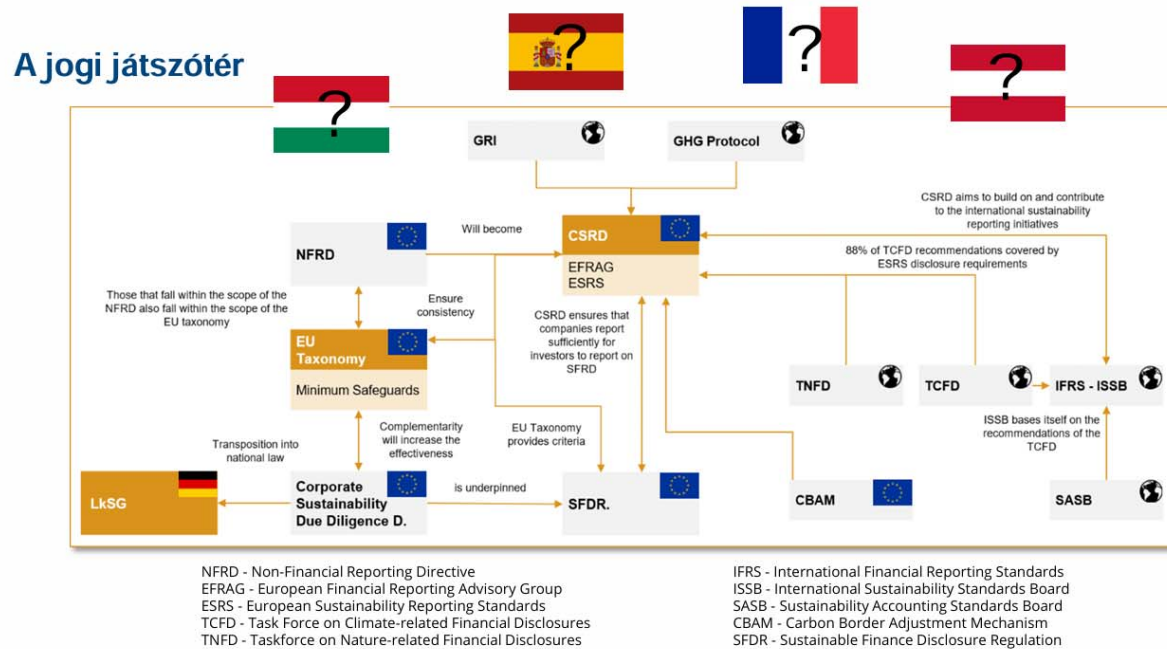 A jogi játszótér
?
?
?
?
GRI
GHG Protocol
CSRD aims to build on and contribute
to the international sustainability
reporting initiatives
NFRD
Will become
CSRD
EFRAG
ESRS
88% of TCFD recommendations covered by
ESRS disclosure requirements
Those that fall within the scope of the
NFRD also fall within the scope of the
EU taxonomy
Ensure
consistency
CSRD ensures that
companies report
sufficiently for
investors to report on
SFRD
EU
Taxonomy
Minimum Safeguards
TNFD
TCFD
IFRS - ISSB
ISSB bases itself on the
recommendations of the
TCFD
Transposition into
national law
Complementarity
will increase the
effectiveness
EU Taxonomy
provides criteria
LkSG
Corporate
Sustainability
Due Diligence D.
is underpinned
SFDR.
CBAM
SASB
NFRD - Non-Financial Reporting Directive
EFRAG - European Financial Reporting Advisory Group
ESRS - European Sustainability Reporting Standards
TCFD - Task Force on Climate-related Financial Disclosures
TNFD - Taskforce on Nature-related Financial Disclosures
IFRS - International Financial Reporting Standards
ISSB - International Sustainability Standards Board
SASB - Sustainability Accounting Standards Board
CBAM - Carbon Border Adjustment Mechanism
SFDR - Sustainable Finance Disclosure Regulation